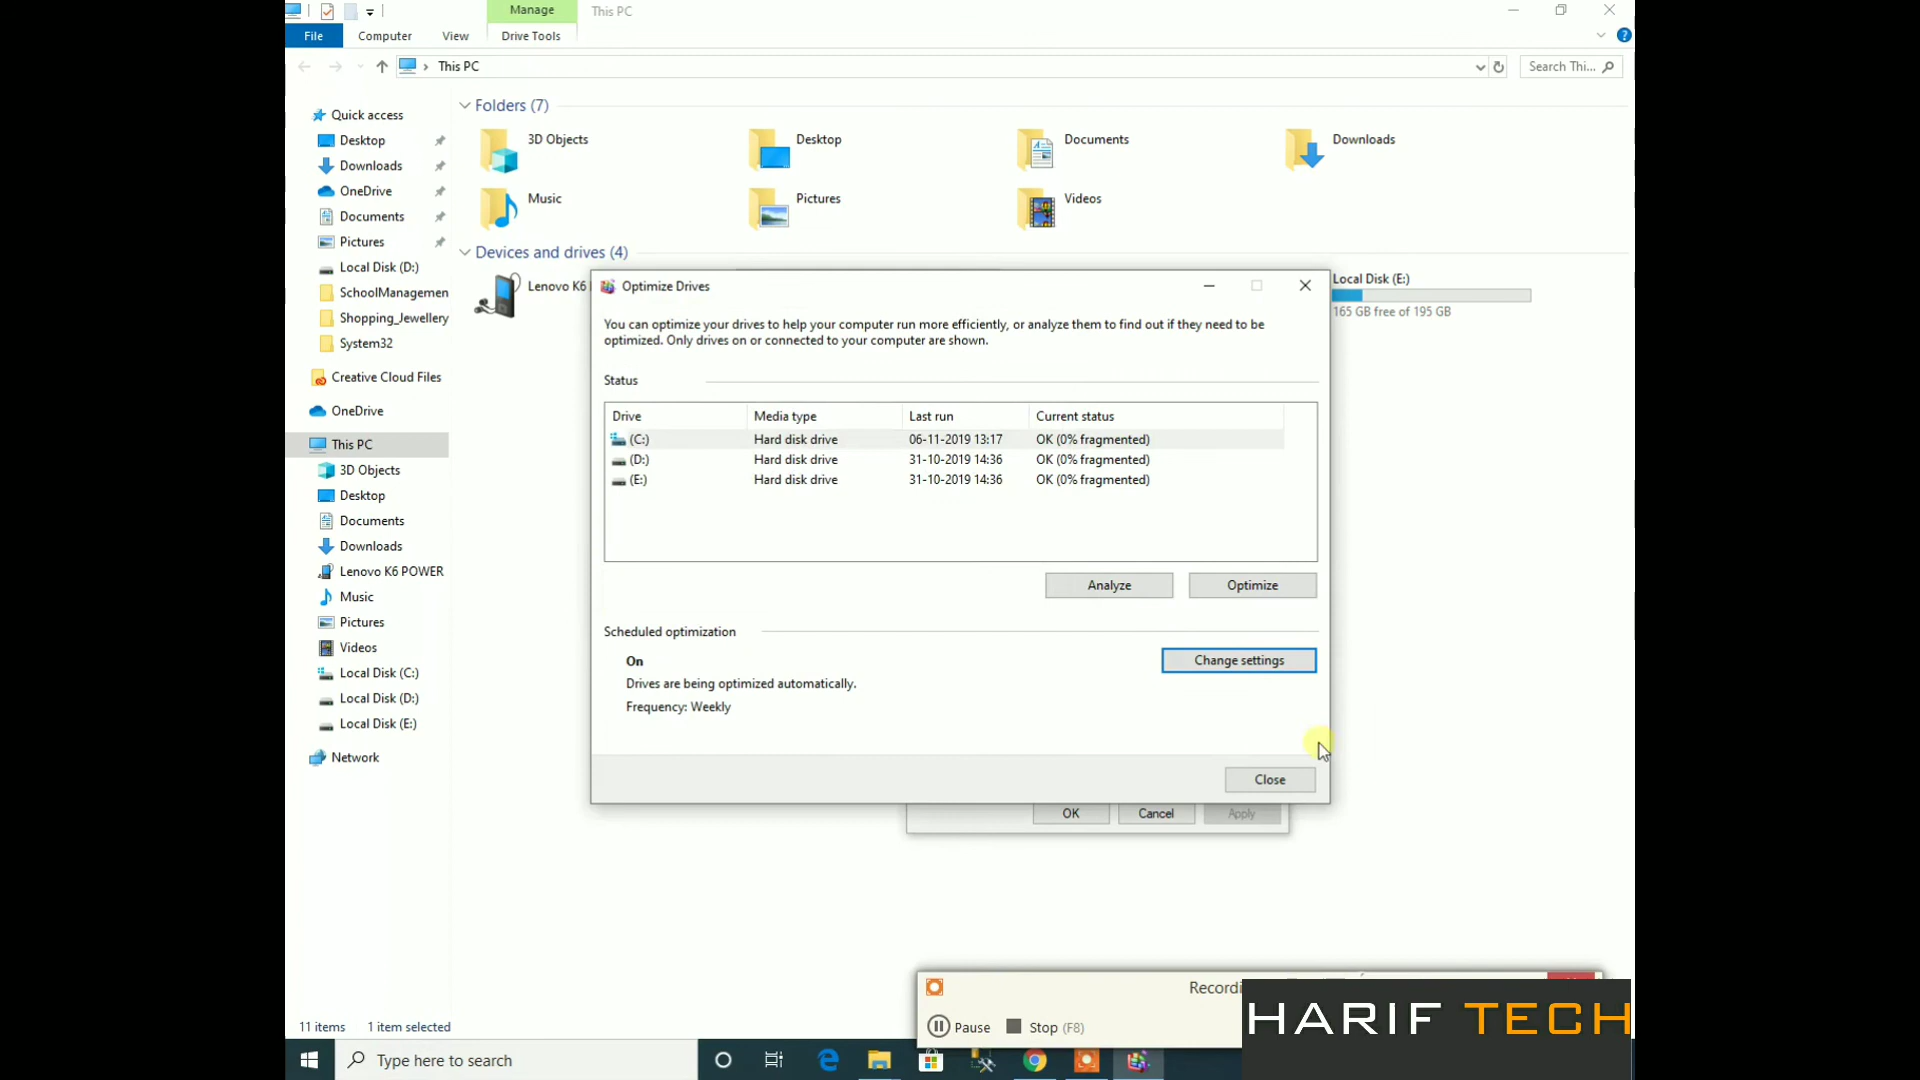 Manage
This PC
File
Computer
View
Drive Tools
This PC
Search Thi...
Quick access
Desktop
Downloads
OneDrive
Documents
Pictures
Local Disk (D:)
SchoolManagemen
Shopping_Jewellery
System32
Creative Cloud Files
OneDrive
This PC
3D Objects
Desktop
Documents
Downloads
Lenovo K6 POWER
Music
Pictures
Videos
Local Disk (C:)
Local Disk (D:)
Local Disk (E:)
Network
Folders (7)
3D Objects
Desktop
Documents
Downloads
Music
Pictures
Videos
Devices and drives (4)
Lenovo K6
Local Disk (E:)
165 GB free of 195 GB
Optimize Drives
You can optimize your drives to help your computer run more efficiently, or analyze them to find out if they need to be
optimized. Only drives on or connected to your computer are shown.
Status
Drive Media type Last run Current status
(C:) Hard disk drive 06-11-2019 13:17 OK (0% fragmented)
(D:) Hard disk drive 31-10-2019 14:36 OK (0% fragmented)
(E:) Hard disk drive 31-10-2019 14:36 OK (0% fragmented)
Analyze
Optimize
Scheduled optimization
On
Change settings
Drives are being optimized automatically.
Frequency: Weekly
Close
OK
Cancel
Apply
Recordi
Pause
Stop (F8)
HARIF TECH
11 items 1 item selected
Type here to search